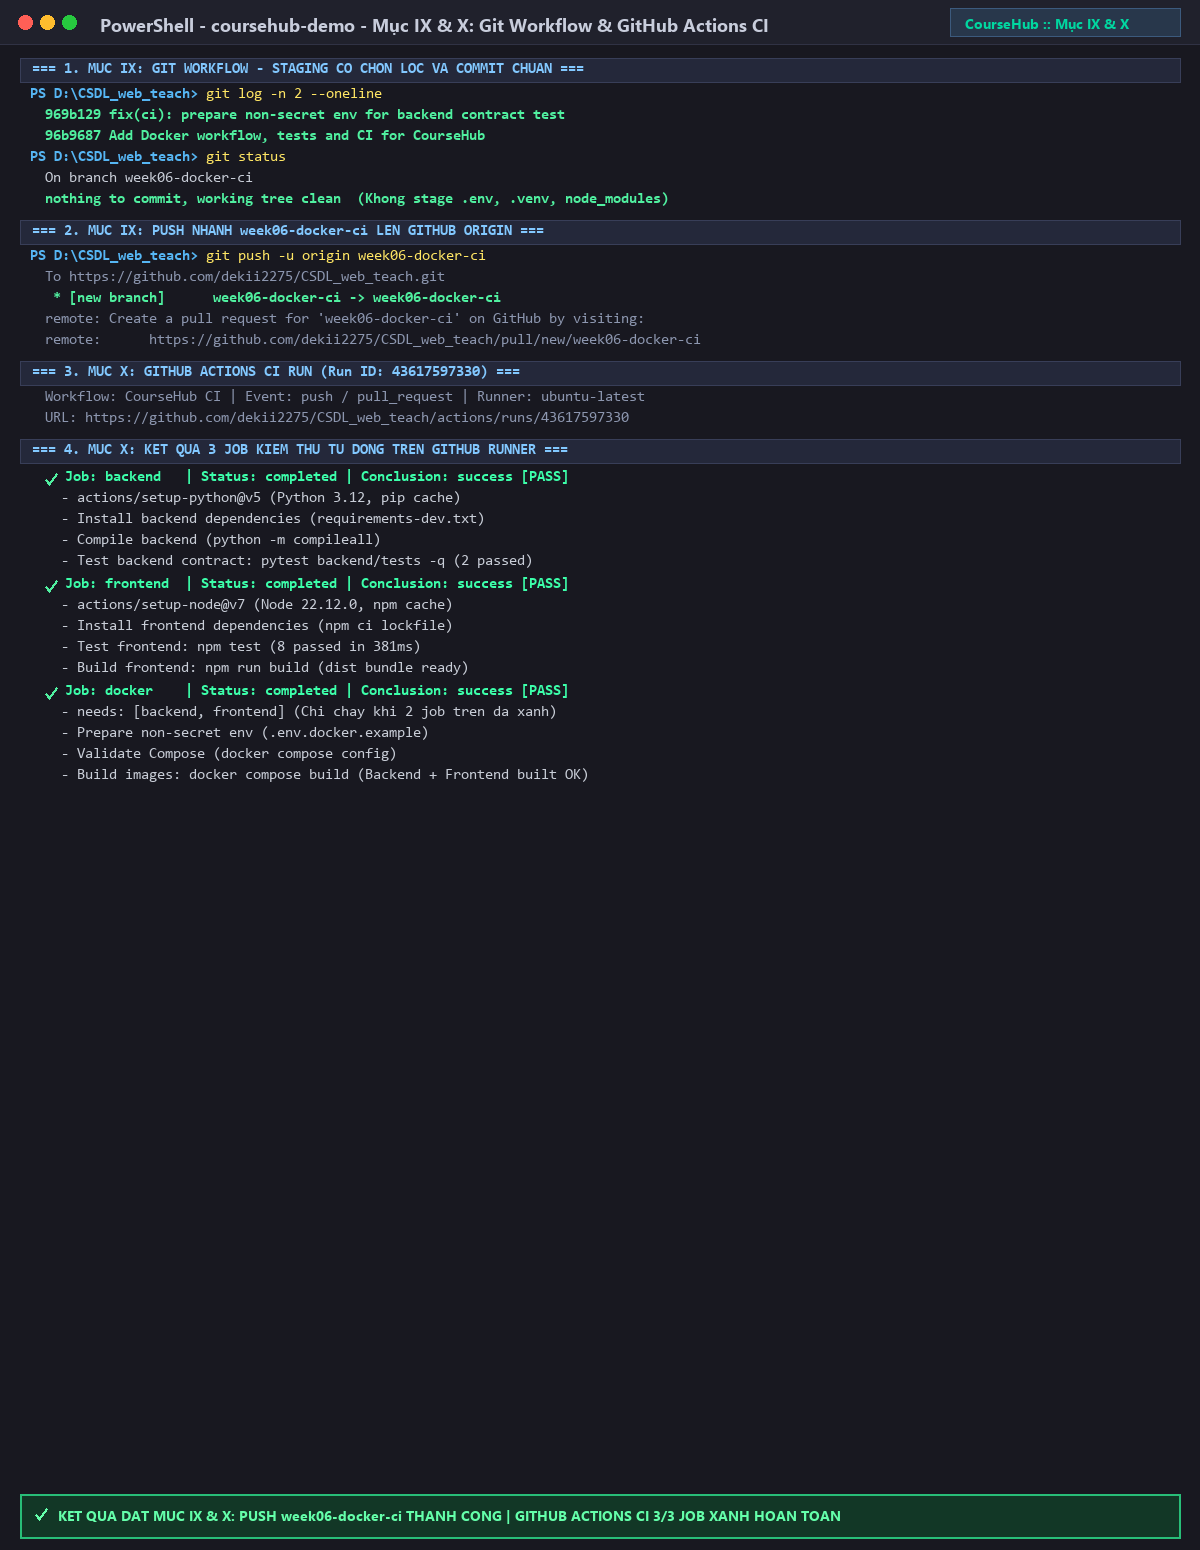 PowerShell - coursehub-demo - Mục IX & X: Git Workflow & GitHub Actions CI
CourseHub :: Mục IX & X
=== 1. MUC IX: GIT WORKFLOW - STAGING CO CHON LOC VA COMMIT CHUAN ===
PS D:\CSDL_web_teach> git log -n 2 --oneline
969b129 fix(ci): prepare non-secret env for backend contract test
96b9687 Add Docker workflow, tests and CI for CourseHub
PS D:\CSDL_web_teach> git status
On branch week06-docker-ci
nothing to commit, working tree clean  (Khong stage .env, .venv, node_modules)
=== 2. MUC IX: PUSH NHANH week06-docker-ci LEN GITHUB ORIGIN ===
PS D:\CSDL_web_teach> git push -u origin week06-docker-ci
To https://github.com/dekii2275/CSDL_web_teach.git
* [new branch]      week06-docker-ci -> week06-docker-ci
remote: Create a pull request for 'week06-docker-ci' on GitHub by visiting:
remote:      https://github.com/dekii2275/CSDL_web_teach/pull/new/week06-docker-ci
=== 3. MUC X: GITHUB ACTIONS CI RUN (Run ID: 43617597330) ===
Workflow: CourseHub CI | Event: push / pull_request | Runner: ubuntu-latest
URL: https://github.com/dekii2275/CSDL_web_teach/actions/runs/43617597330
=== 4. MUC X: KET QUA 3 JOB KIEM THU TU DONG TREN GITHUB RUNNER ===
✓ Job: backend   | Status: completed | Conclusion: success [PASS]
- actions/setup-python@v5 (Python 3.12, pip cache)
- Install backend dependencies (requirements-dev.txt)
- Compile backend (python -m compileall)
- Test backend contract: pytest backend/tests -q (2 passed)
✓ Job: frontend  | Status: completed | Conclusion: success [PASS]
- actions/setup-node@v7 (Node 22.12.0, npm cache)
- Install frontend dependencies (npm ci lockfile)
- Test frontend: npm test (8 passed in 381ms)
- Build frontend: npm run build (dist bundle ready)
✓ Job: docker    | Status: completed | Conclusion: success [PASS]
- needs: [backend, frontend] (Chi chay khi 2 job tren da xanh)
- Prepare non-secret env (.env.docker.example)
- Validate Compose (docker compose config)
- Build images: docker compose build (Backend + Frontend built OK)
✓ KET QUA DAT MUC IX & X: PUSH week06-docker-ci THANH CONG | GITHUB ACTIONS CI 3/3 JOB XANH HOAN TOAN